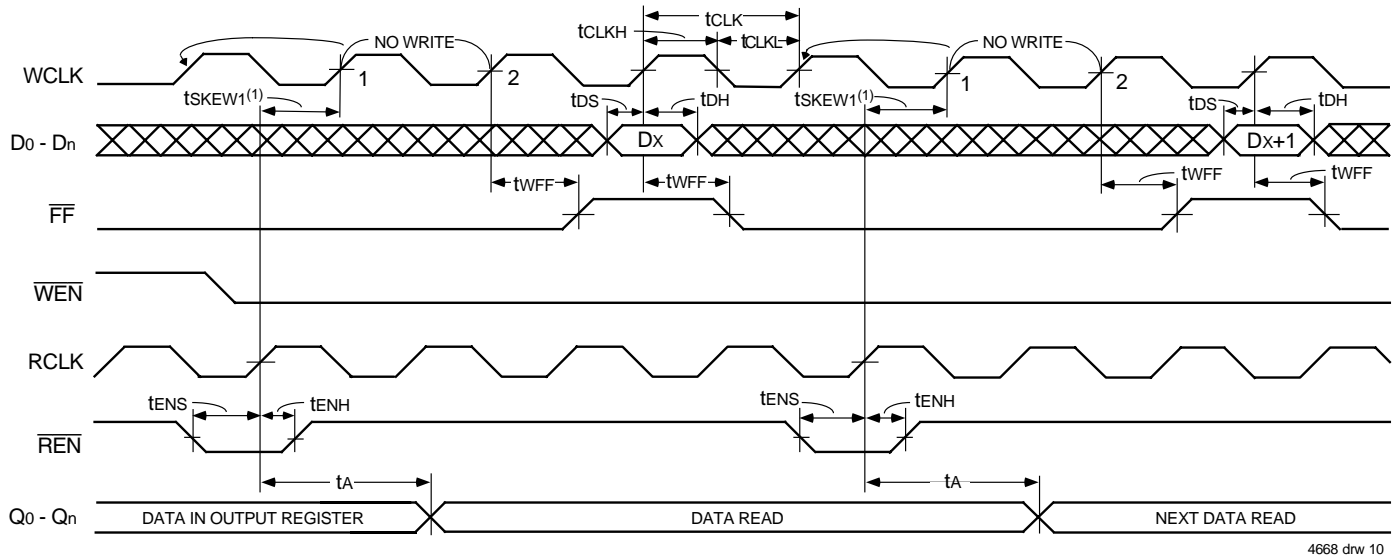 tCLK
tCLKH
tCLKL
NO WRITE
NO WRITE
WCLK
1
2
1
2
tSKEW1(1)
tDS
tDH
tSKEW1(1)
tDS
tDH
D0 - Dn
DX
DX+1
tWFF
tWFF
tWFF
tWFF
FF
WEN
RCLK
tENS
tENH
tENS
tENH
REN
tA
tA
Q0 - Qn
DATA IN OUTPUT REGISTER
DATA READ
NEXT DATA READ
4668 drw 10